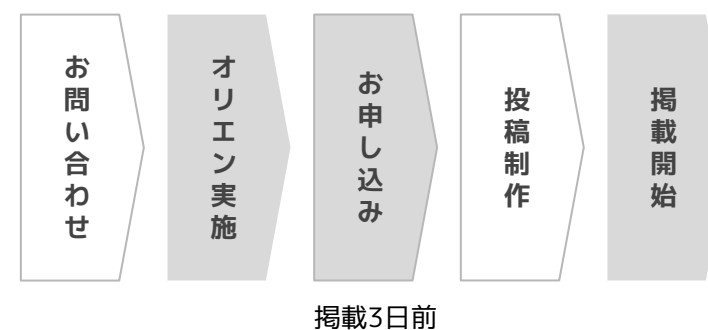 お問い合わせ
オリエン実施
お申し込み
投稿制作
掲載開始
掲載3日前